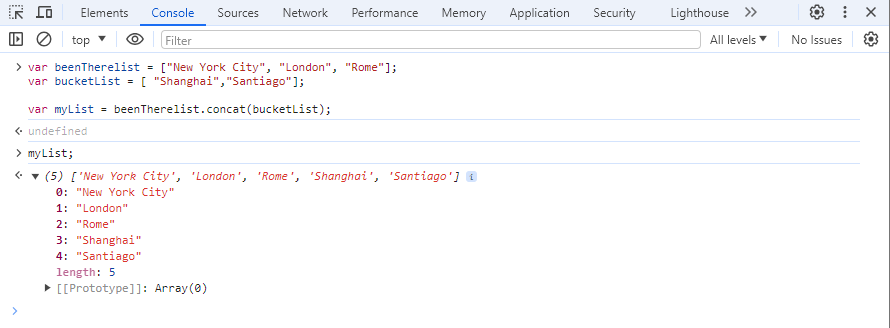 Elements Console Sources Network Performance Memory Application Security Lighthouse
top Filter All levels No Issues
var beenTherelist = ["New York City", "London", "Rome"];
var bucketList = [ "Shanghai","Santiago"];
var myList = beenTherelist.concat(bucketList);
undefined
myList;
(5) ['New York City', 'London', 'Rome', 'Shanghai', 'Santiago'] i
0: "New York City"
1: "London"
2: "Rome"
3: "Shanghai"
4: "Santiago"
length: 5
[[Prototype]]: Array(0)